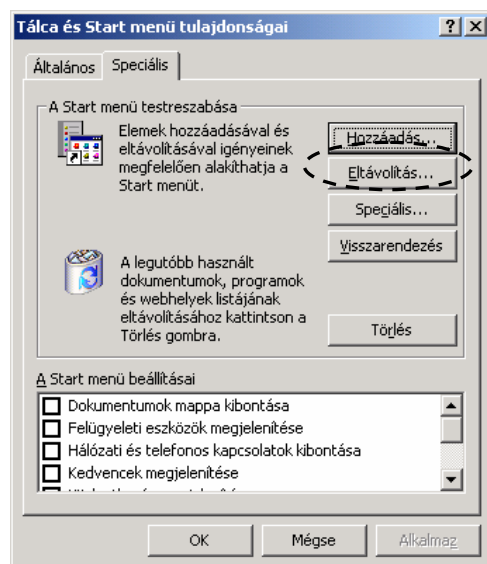 Tálca és Start menü tulajdonságai
Általános
Speciális
A Start menü testreszabása
Elemek hozzáadásával és
eltávolításával igényeinek
megfelelően alakíthatja a
Start menüt.
Hozzáadás...
Eltávolítás...
Speciális...
Visszarendezés
A legutóbb használt
dokumentumok, programok
és webhelyek listájának
eltávolításához kattintson a
Törlés gombra.
Törlés
A Start menü beállításai
Dokumentumok mappa kibontása
Felügyeleti eszközök megjelenítése
Hálózati és telefonos kapcsolatok kibontása
Kedvencek megjelenítése
OK
Mégse
Alkalmaz